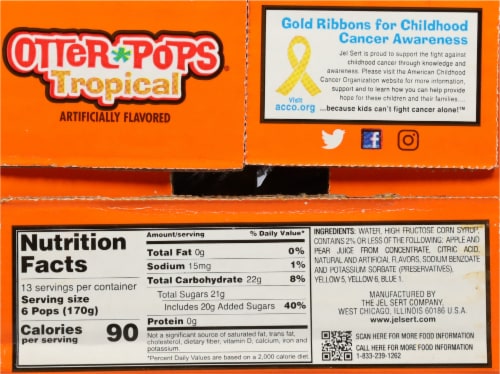 OTTER★POPS®
Tropical
ARTIFICIALLY FLAVORED
Gold Ribbons for Childhood
Cancer Awareness
Jel Sert is proud to support the fight against
childhood cancer through knowledge and
awareness. Please visit the American Childhood
Cancer Organization website for more information,
support and to learn how you can help provide
hope for these children and their families....
visit
acco.org ...because kids can't fight cancer alone!™
Nutrition
Facts
13 servings per container
Serving size
6 Pops (170g)
Calories 90
per serving
Amount/serving % Daily Value*
Total Fat 0g 0%
Sodium 15mg 1%
Total Carbohydrate 22g 8%
Total Sugars 21g
Includes 20g Added Sugars 40%
Protein 0g
Not a significant source of saturated fat, trans fat,
cholesterol, dietary fiber, vitamin D, calcium, iron and
potassium.
*Percent Daily Values are based on a 2,000 calorie diet.
INGREDIENTS: WATER, HIGH FRUCTOSE CORN SYRUP,
CONTAINS 2% OR LESS OF THE FOLLOWING: APPLE AND
PEAR JUICE FROM CONCENTRATE, CITRIC ACID,
NATURAL AND ARTIFICIAL FLAVORS, SODIUM BENZOATE
AND POTASSIUM SORBATE (PRESERVATIVES),
YELLOW 5, YELLOW 6, BLUE 1.
MANUFACTURED BY
THE JEL SERT COMPANY.
WEST CHICAGO, ILLINOIS 60186 U.S.A.
www.jelsert.com
SCAN HERE FOR MORE FOOD INFORMATION
CALL HERE FOR MORE FOOD INFORMATION
1-833-239-1262